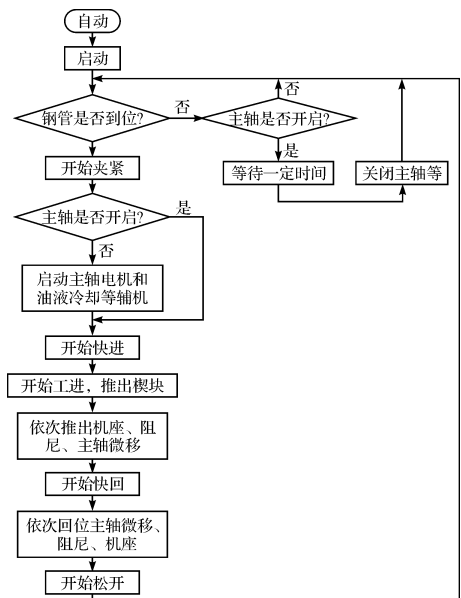 自动
启动
钢管是否到位?
否
主轴是否开启?
否
是
等待一定时间
关闭主轴等
开始夹紧
主轴是否开启?
是
否
启动主轴电机和
油液冷却等辅机
开始快进
开始工进，推出楔块
依次推出机座、阻
尼、主轴微移
开始快回
依次回位主轴微移、
阻尼、机座
开始松开